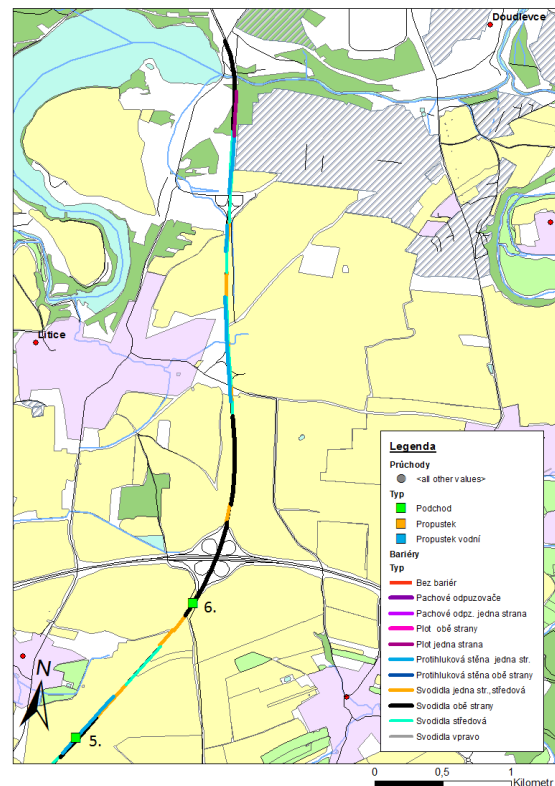 Doudlevce
Litice
6.
5.
N
Legenda
Průchody
<all other values>
Typ
Podchod
Propustek
Propustek vodní
Bariéry
Typ
Bez bariér
Pachové odpuzovače
Pachové odpz. jedna strana
Plot obě strany
Plot jedna strana
Protihluková stěna jedna str.
Protihluková stěna obě strany
Svodidla jedna str.,středová
Svodidla obě strany
Svodidla středová
Svodidla vpravo
0 0,5 1
Kilometr